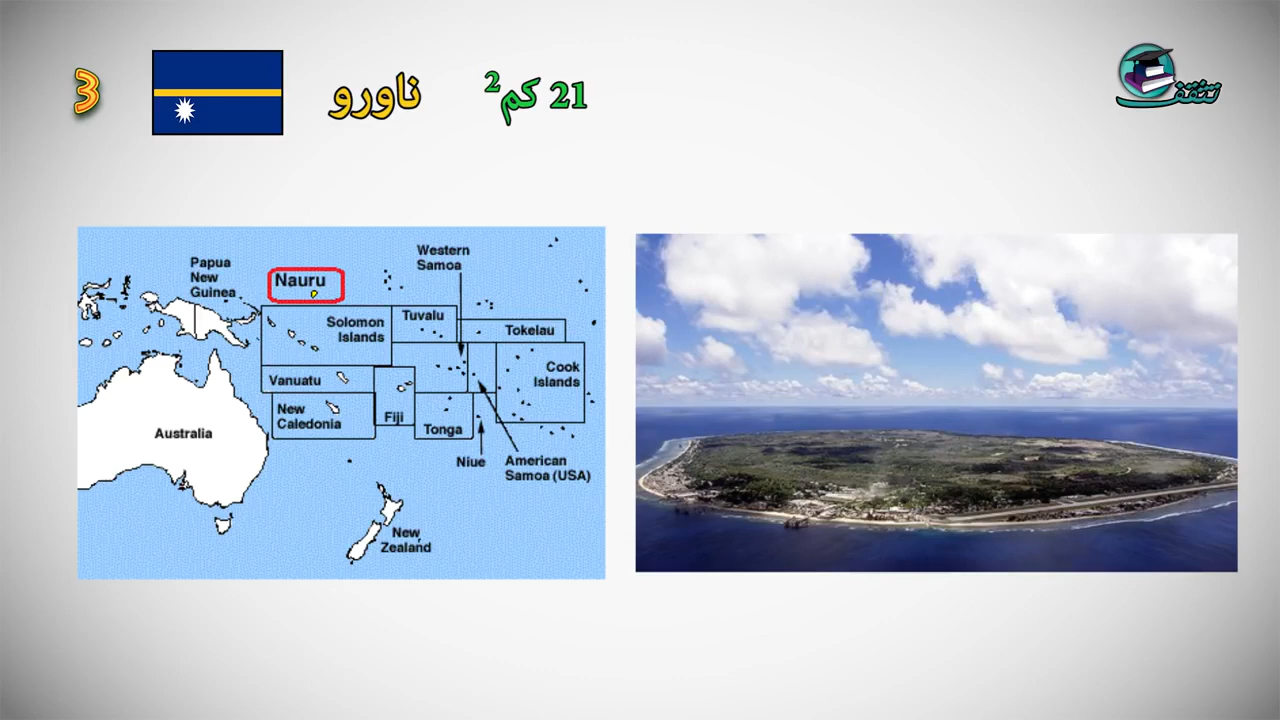 3
ناورو
21 كم²
Papua
New
Guinea
Nauru
Western
Samoa
Solomon
Islands
Tuvalu
Tokelau
Cook
Islands
Vanuatu
New
Caledonia
Fiji
Tonga
Australia
Niue
American
Samoa (USA)
New
Zealand